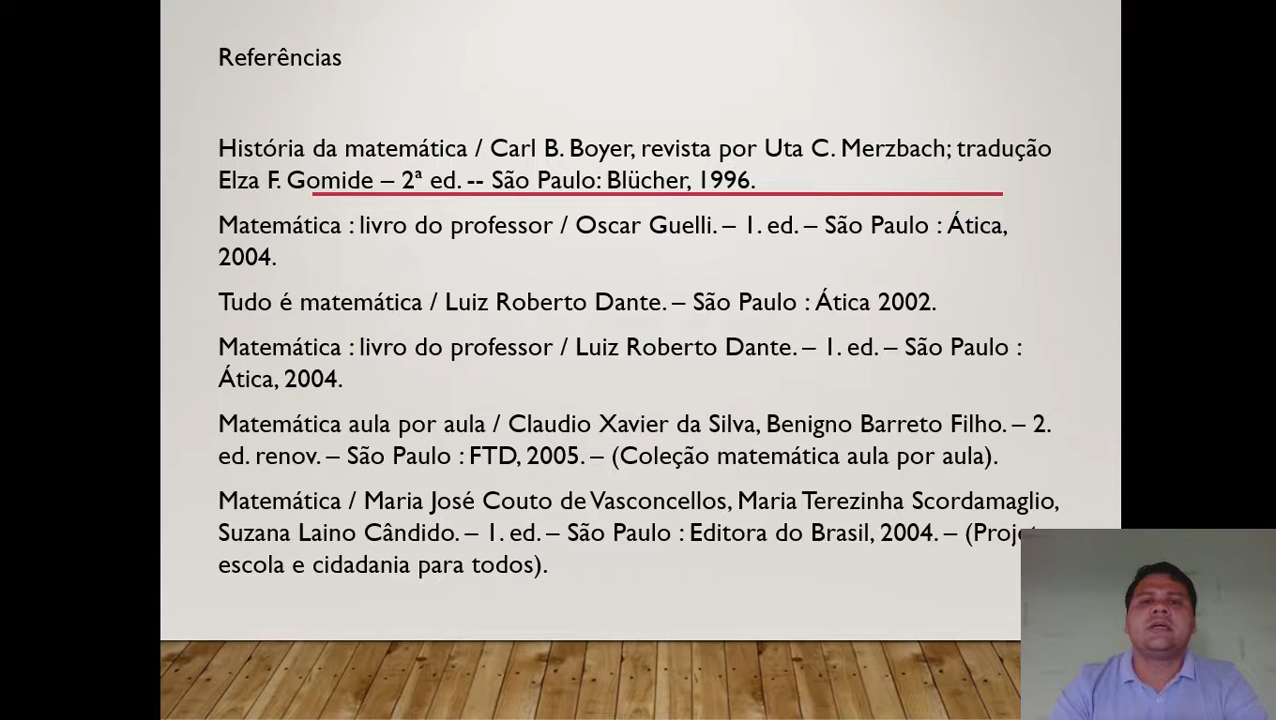 Referências
História da matemática / Carl B. Boyer, revista por Uta C. Merzbach; tradução
Elza F. Gomide – 2ª ed. -- São Paulo: Blücher, 1996.
Matemática : livro do professor / Oscar Guelli. – 1. ed. – São Paulo : Ática,
2004.
Tudo é matemática / Luiz Roberto Dante. – São Paulo : Ática 2002.
Matemática : livro do professor / Luiz Roberto Dante. – 1. ed. – São Paulo :
Ática, 2004.
Matemática aula por aula / Claudio Xavier da Silva, Benigno Barreto Filho. – 2.
ed. renov. – São Paulo : FTD, 2005. – (Coleção matemática aula por aula).
Matemática / Maria José Couto de Vasconcellos, Maria Terezinha Scordamaglio,
Suzana Laino Cândido. – 1. ed. – São Paulo : Editora do Brasil, 2004. –
escola e cidadania para todos).